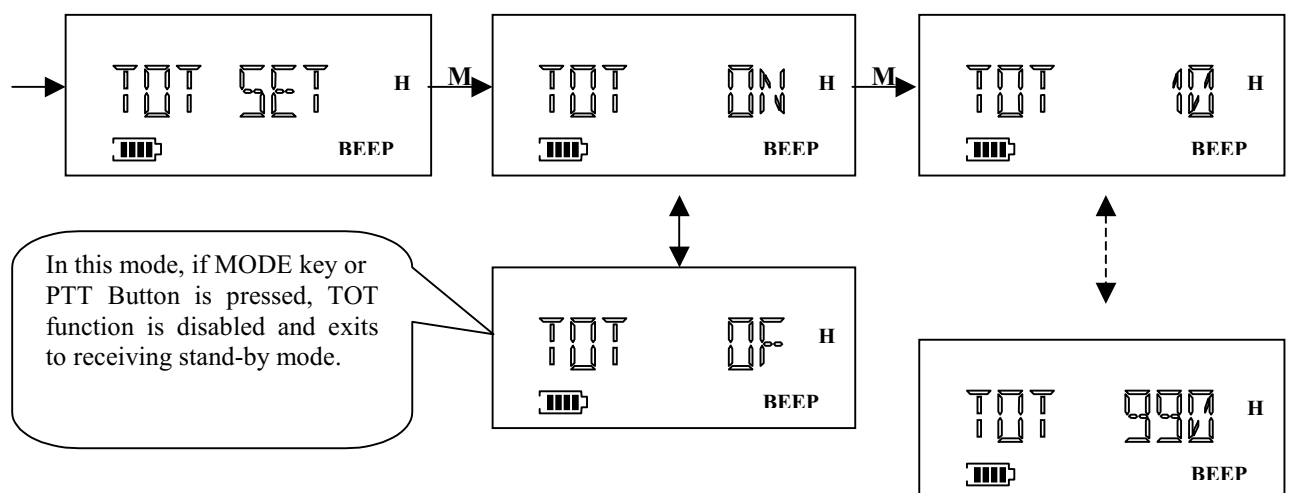 TOT SET H
BEEP
M
TOT ON H
BEEP
M
TOT 10 H
BEEP
In this mode, if MODE key or
PTT Button is pressed, TOT
function is disabled and exits
to receiving stand-by mode.
TOT OF H
BEEP
TOT 990 H
BEEP